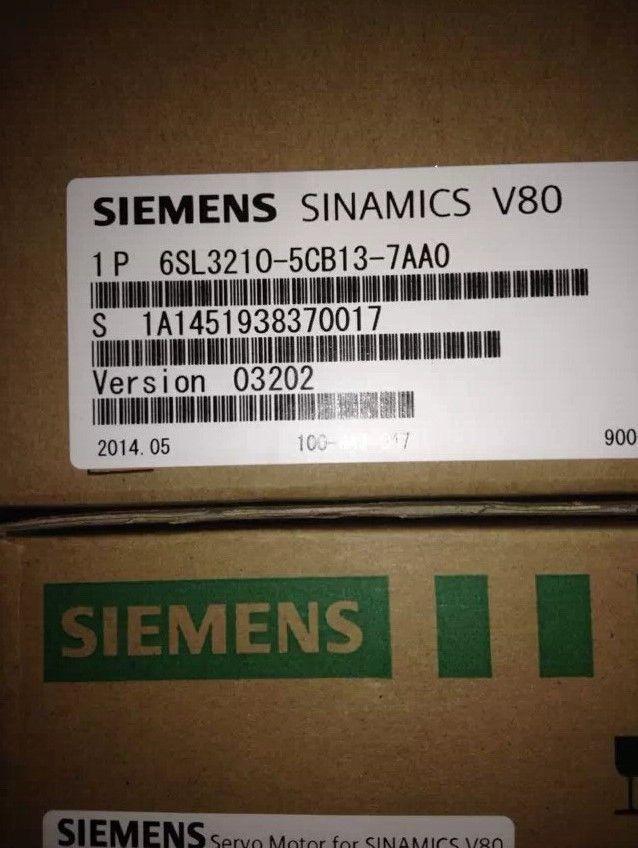 SIEMENS SINAMICS V80
1P 6SL3210-5CB13-7AA0
S 1A1451938370017
Version 03202
2014.05 900
SIEMENS
SIEMENS Servo Motor for SINAMICS V80